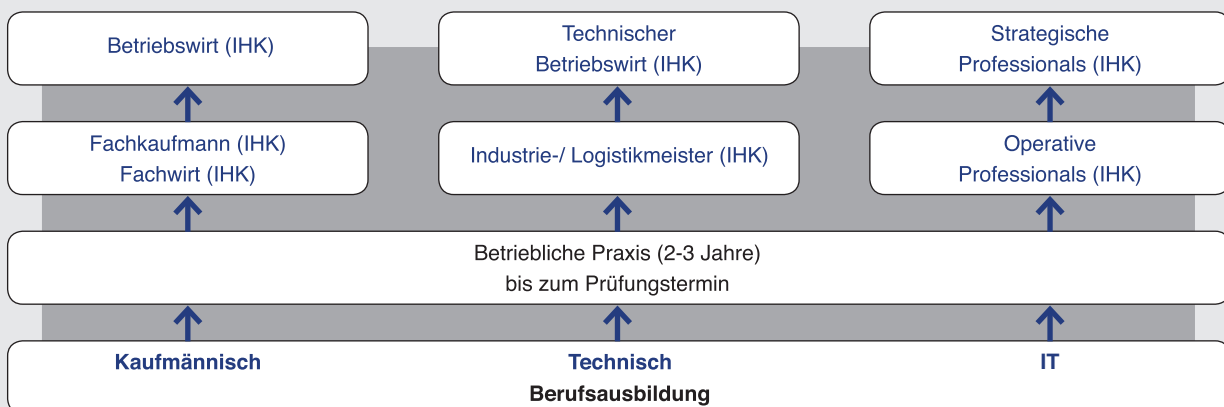 Betriebswirt (IHK)
Technischer
Betriebswirt (IHK)
Strategische
Professionals (IHK)
Fachkaufmann (IHK)
Fachwirt (IHK)
Industrie-/ Logistikmeister (IHK)
Operative
Professionals (IHK)
Betriebliche Praxis (2-3 Jahre)
bis zum Prüfungstermin
Kaufmännisch
Technisch
IT
Berufsausbildung